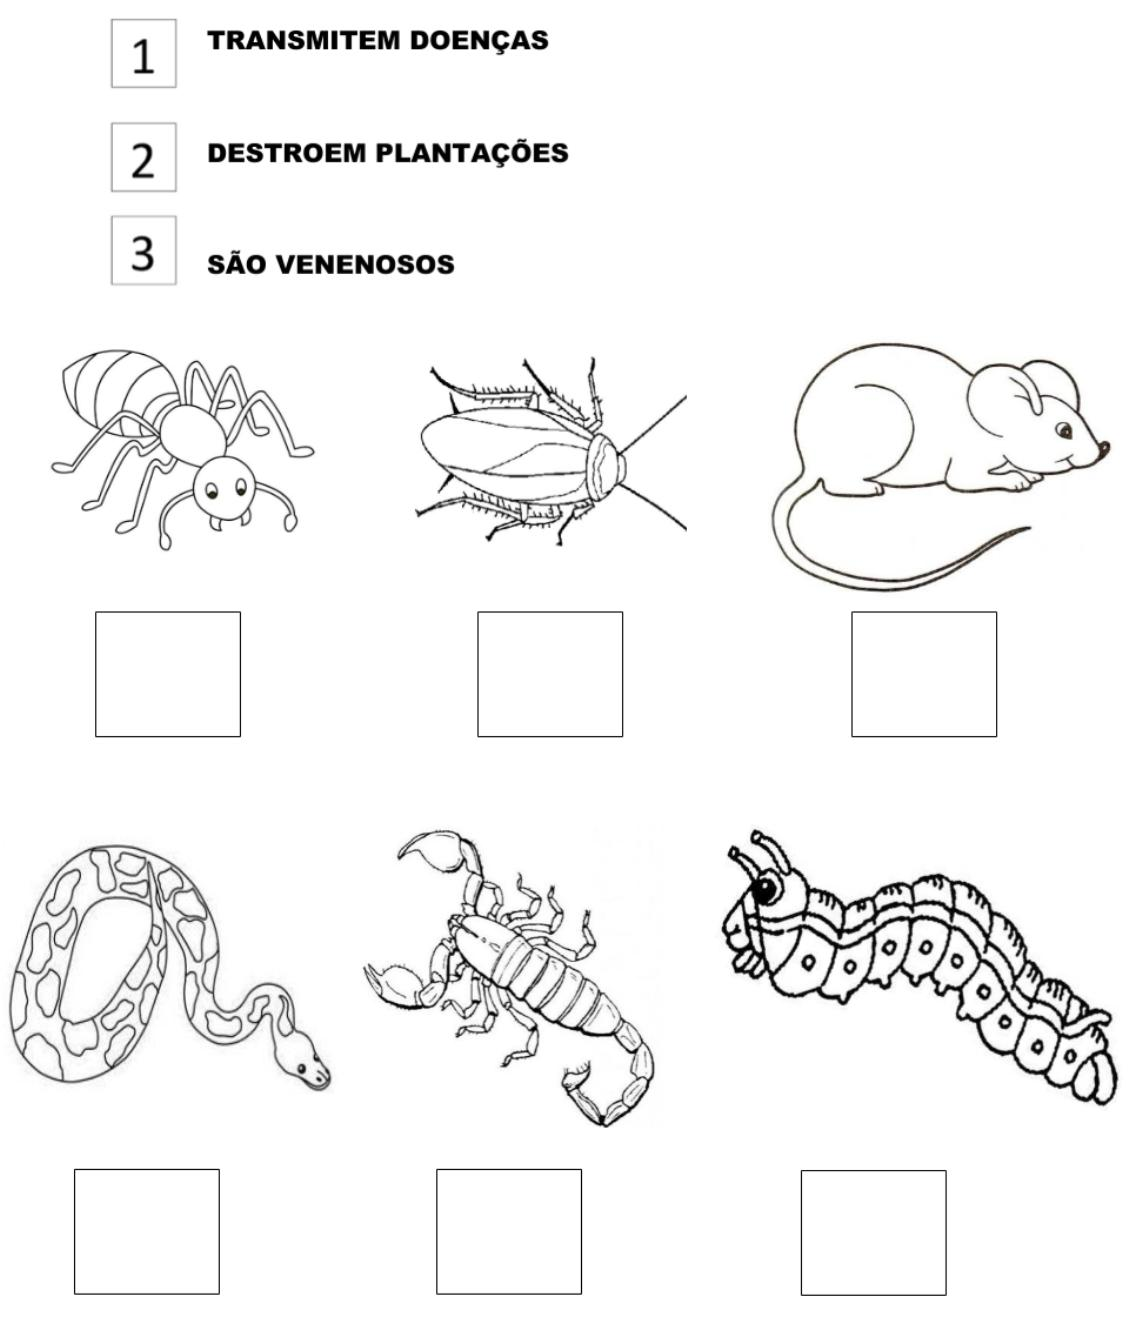 1 TRANSMITEM DOENÇAS
2 DESTROEM PLANTAÇÕES
3 SÃO VENENOSOS